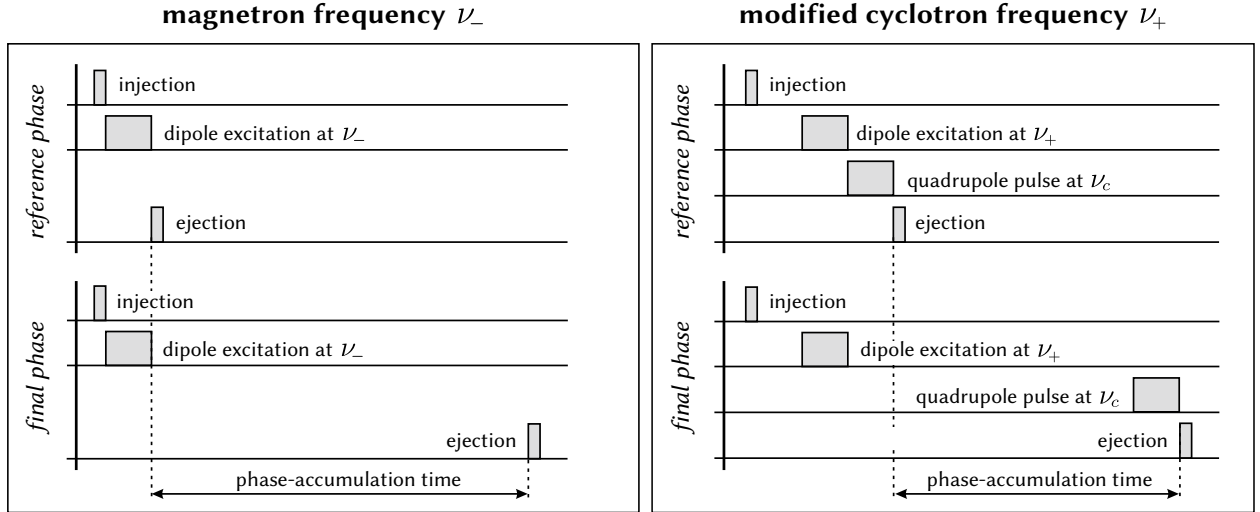 magnetron frequency ν₋
reference phase
injection
dipole excitation at ν₋
ejection
final phase
injection
dipole excitation at ν₋
ejection
phase-accumulation time
modified cyclotron frequency ν₊
reference phase
injection
dipole excitation at ν₊
quadrupole pulse at ν_c
ejection
final phase
injection
dipole excitation at ν₊
quadrupole pulse at ν_c
ejection
phase-accumulation time